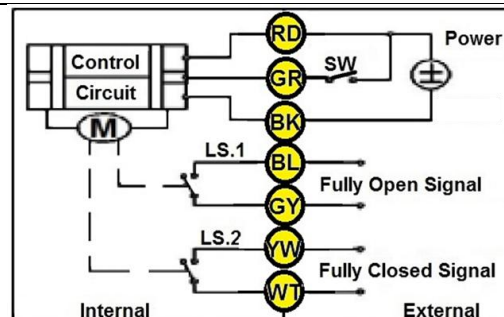 RD
Power
Control
GR
SW
Circuit
M
BK
LS.1
BL
Fully Open Signal
GY
LS.2
YW
Fully Closed Signal
WT
Internal
External